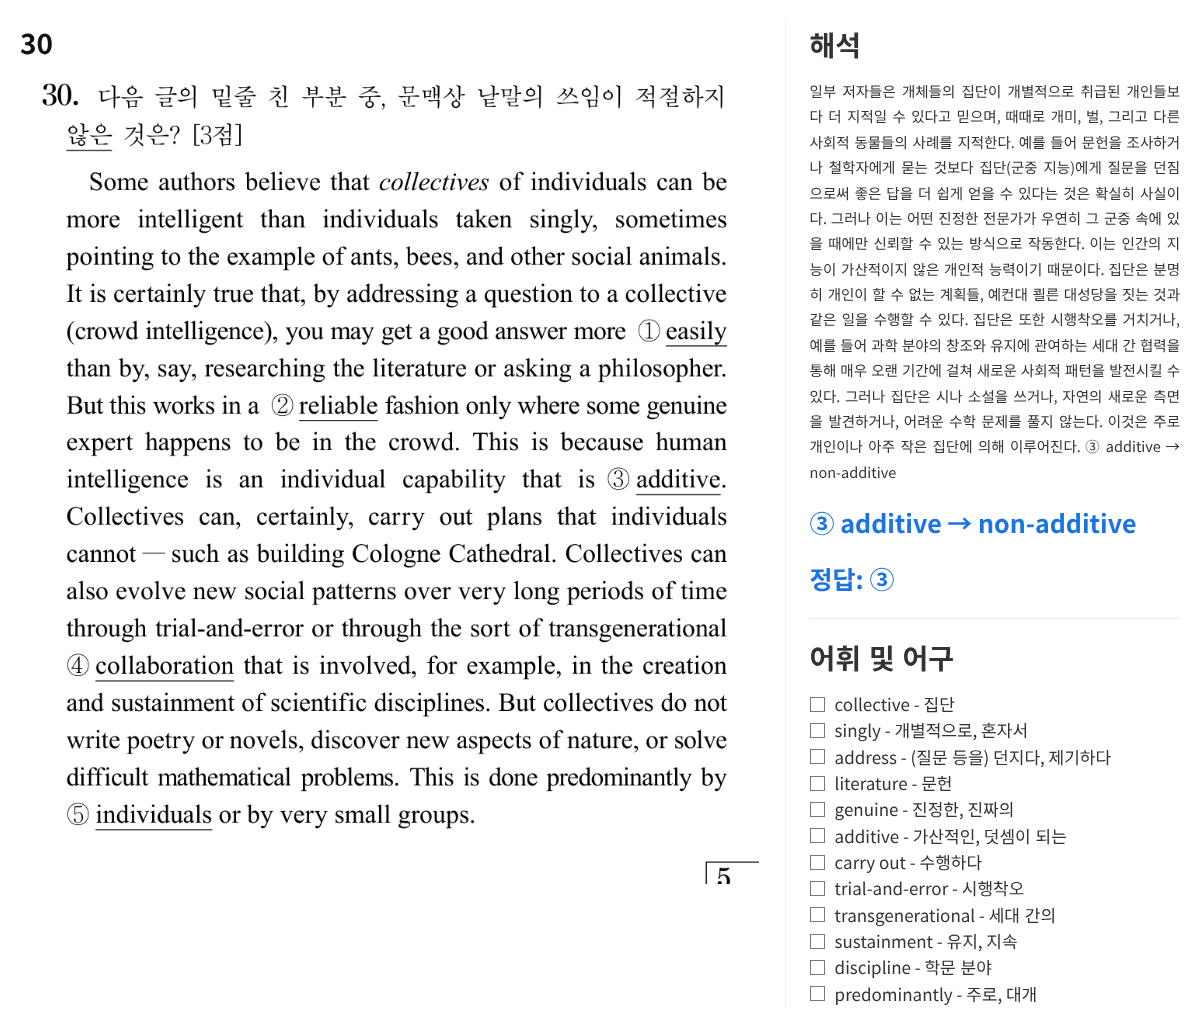 30
30. 다음 글의 밑줄 친 부분 중, 문맥상 낱말의 쓰임이 적절하지
않은 것은? [3점]
Some authors believe that collectives of individuals can be
more intelligent than individuals taken singly, sometimes
pointing to the example of ants, bees, and other social animals.
It is certainly true that, by addressing a question to a collective
(crowd intelligence), you may get a good answer more ① easily
than by, say, researching the literature or asking a philosopher.
But this works in a ② reliable fashion only where some genuine
expert happens to be in the crowd. This is because human
intelligence is an individual capability that is ③ additive.
Collectives can, certainly, carry out plans that individuals
cannot — such as building Cologne Cathedral. Collectives can
also evolve new social patterns over very long periods of time
through trial-and-error or through the sort of transgenerational
④ collaboration that is involved, for example, in the creation
and sustainment of scientific disciplines. But collectives do not
write poetry or novels, discover new aspects of nature, or solve
difficult mathematical problems. This is done predominantly by
⑤ individuals or by very small groups.
5
해석
일부 저자들은 개체들의 집단이 개별적으로 취급된 개인들보
다 더 지적일 수 있다고 믿으며, 때때로 개미, 벌, 그리고 다른
사회적 동물들의 사례를 지적한다. 예를 들어 문헌을 조사하거
나 철학자에게 묻는 것보다 집단(군중 지능)에게 질문을 던짐
으로써 좋은 답을 더 쉽게 얻을 수 있다는 것은 확실히 사실이
다. 그러나 이는 어떤 진정한 전문가가 우연히 그 군중 속에 있
을 때에만 신뢰할 수 있는 방식으로 작동한다. 이는 인간의 지
능이 가산적이지 않은 개인적 능력이기 때문이다. 집단은 분명
히 개인이 할 수 없는 계획들, 예컨대 쾰른 대성당을 짓는 것과
같은 일을 수행할 수 있다. 집단은 또한 시행착오를 거치거나,
예를 들어 과학 분야의 창조와 유지에 관여하는 세대 간 협력을
통해 매우 오랜 기간에 걸쳐 새로운 사회적 패턴을 발전시킬 수
있다. 그러나 집단은 시나 소설을 쓰거나, 자연의 새로운 측면
을 발견하거나, 어려운 수학 문제를 풀지 않는다. 이것은 주로
개인이나 아주 작은 집단에 의해 이루어진다. ③ additive →
non-additive
③ additive → non-additive
정답: ③
어휘 및 어구
collective - 집단
singly - 개별적으로, 혼자서
address - (질문 등을) 던지다, 제기하다
literature - 문헌
genuine - 진정한, 진짜의
additive - 가산적인, 덧셈이 되는
carry out - 수행하다
trial-and-error - 시행착오
transgenerational - 세대 간의
sustainment - 유지, 지속
discipline - 학문 분야
predominantly - 주로, 대개